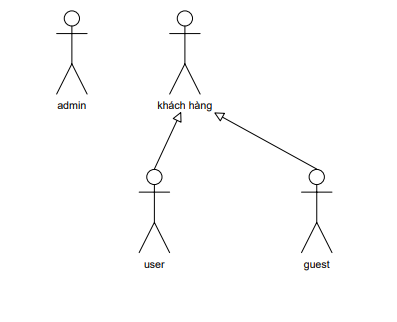 admin
khách hàng
user
guest